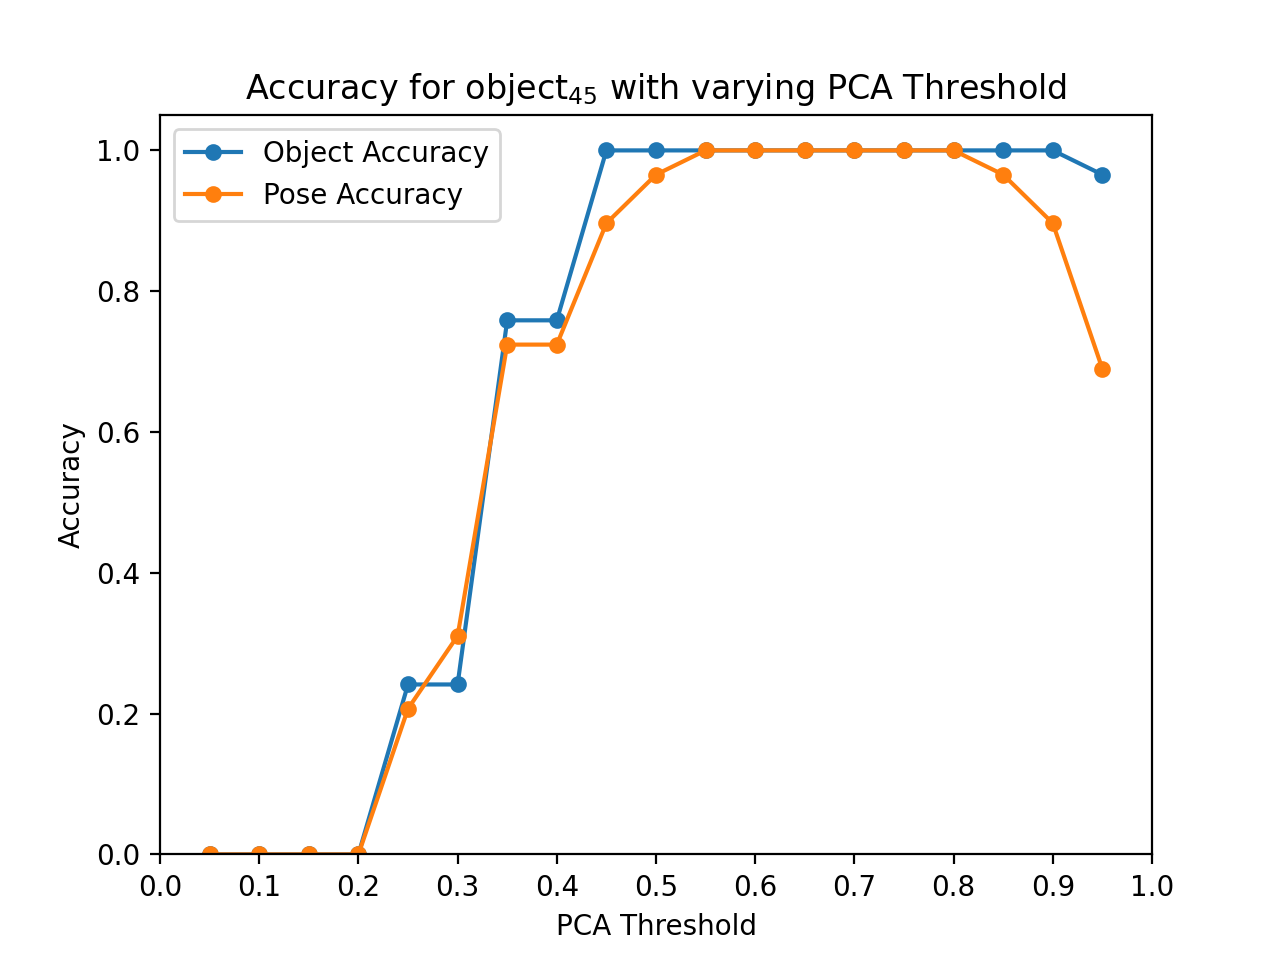 Accuracy for object₄₅ with varying PCA Threshold
Object Accuracy
Pose Accuracy
1.0
0.8
0.6
0.4
0.2
0.0
Accuracy
0.0 0.1 0.2 0.3 0.4 0.5 0.6 0.7 0.8 0.9 1.0
PCA Threshold